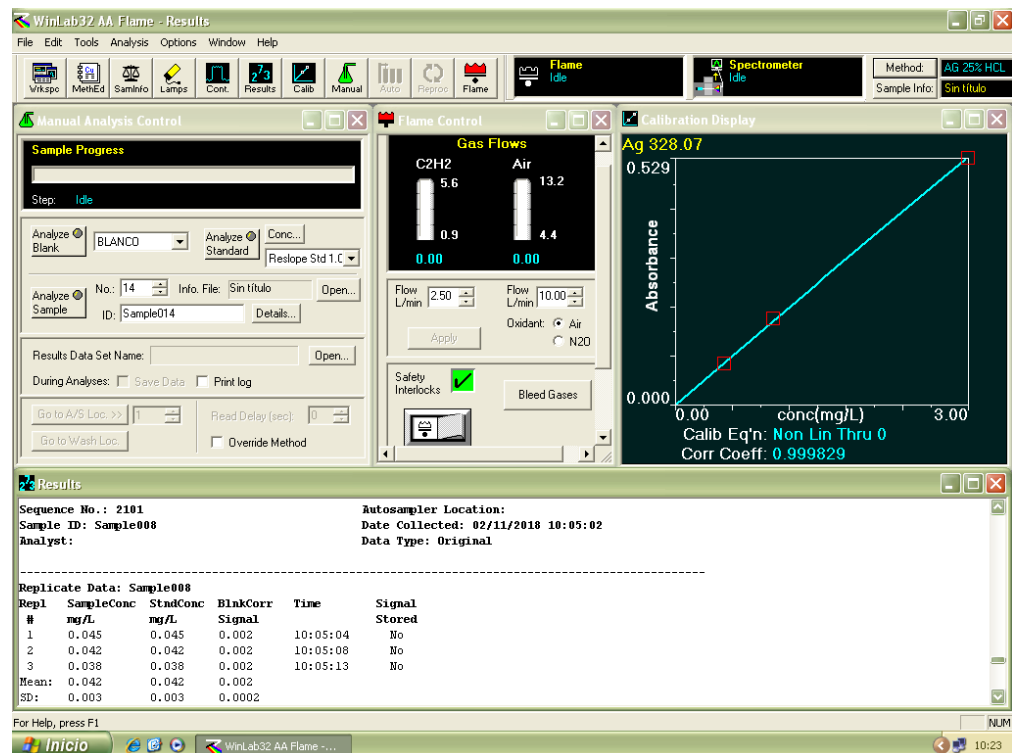 WinLab32 AA Flame - Results
File Edit Tools Analysis Options Window Help
Wrkspc MethEd SamInfo Lamps Cont. Results Calib Manual Auto Reproc Flame
Flame
Idle
Spectrometer
Idle
Method: AG 25% HCL
Sample Info: Sin título
Manual Analysis Control
Sample Progress
Step: Idle
Analyze Blank
BLANCO
Analyze Standard
Conc...
Reslope Std 1.0
Analyze Sample
No.: 14 Info. File: Sin título Open...
ID: Sample014 Details...
Results Data Set Name: Open...
During Analyses: Save Data Print log
Go to A/S Loc. >> 1 Read Delay (sec): 0
Go to Wash Loc. Override Method
Flame Control
Gas Flows
C2H2 Air
5.6 13.2
0.9 4.4
0.00 0.00
Flow L/min 2.50 Flow L/min 10.00
Oxidant: Air
N2O
Apply
Safety Interlocks
Bleed Gases
Calibration Display
Ag 328.07
0.529
Absorbance
0.000
0.00 conc(mg/L) 3.00
Calib Eq'n: Non Lin Thru 0
Corr Coeff: 0.999829
Results
Sequence No.: 2101 Autosampler Location:
Sample ID: Sample008 Date Collected: 02/11/2018 10:05:02
Analyst: Data Type: Original
Replicate Data: Sample008
Repl SampleConc StndConc BlnkCorr Time Signal
# mg/L mg/L Signal Stored
1 0.045 0.045 0.002 10:05:04 No
2 0.042 0.042 0.002 10:05:08 No
3 0.038 0.038 0.002 10:05:13 No
Mean: 0.042 0.042 0.002
SD: 0.003 0.003 0.0002
For Help, press F1 NUM
Inicio WinLab32 AA Flame -... 10:23